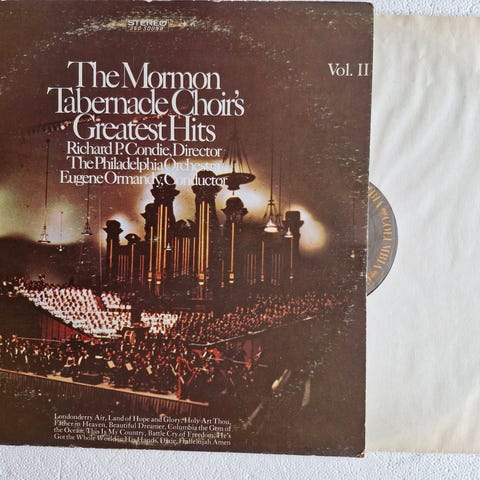 STEREO
360 SOUND
The Mormon
Tabernacle Choir's
Greatest Hits
Vol. II
Richard P. Condie, Director
The Philadelphia Orchestra
Eugene Ormandy, Conductor
COLUMBIA
Londonderry Air, Land of Hope and Glory, Holy Art Thou,
Father in Heaven, Beautiful Dreamer, Columbia the Gem of
the Ocean, This Is My Country, Battle Cry of Freedom, He's
Got the Whole World in His Hands, Dixie, Hallelujah Amen